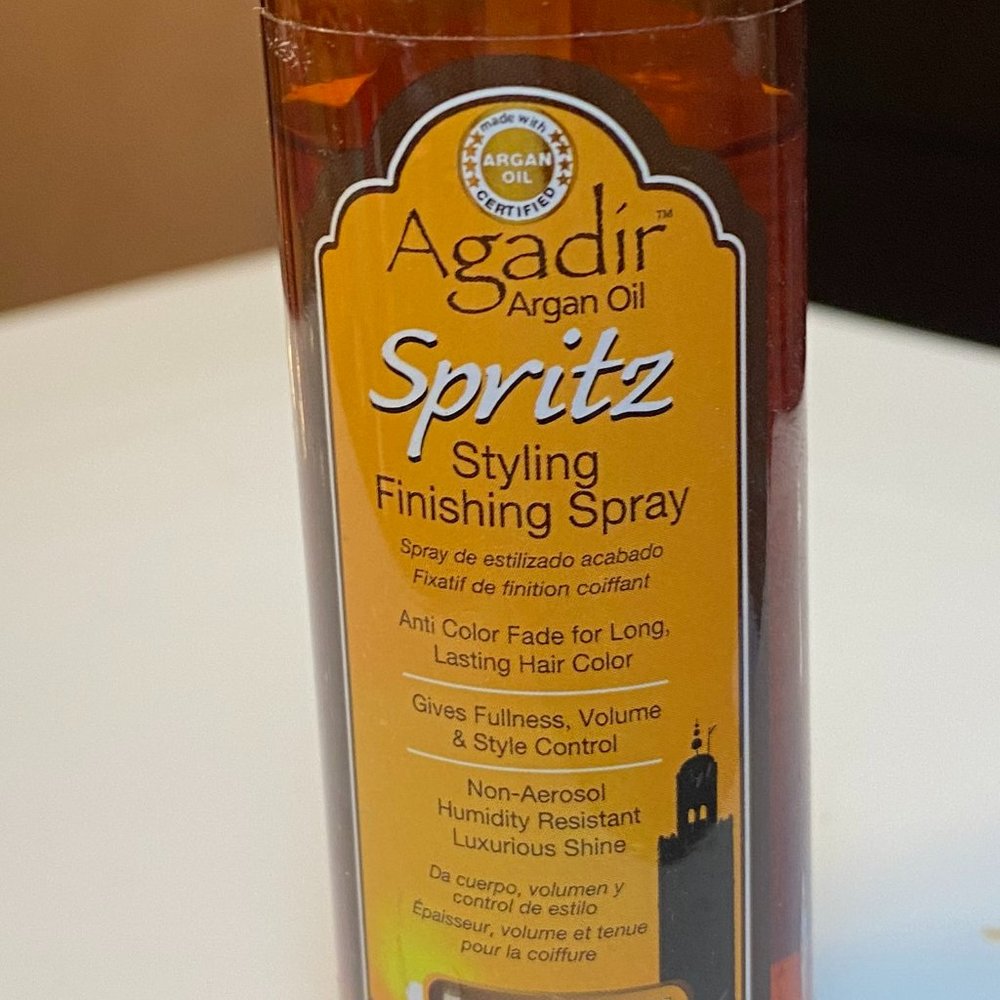 made with
ARGAN
OIL
CERTIFIED
Agadír™
Argan Oil
Spritz
Styling
Finishing Spray
Spray de estilizado acabado
Fixatif de finition coiffant
Anti Color Fade for Long,
Lasting Hair Color
Gives Fullness, Volume
& Style Control
Non-Aerosol
Humidity Resistant
Luxurious Shine
Da cuerpo, volumen y
control de estilo
Épaisseur, volume et tenue
pour la coiffure